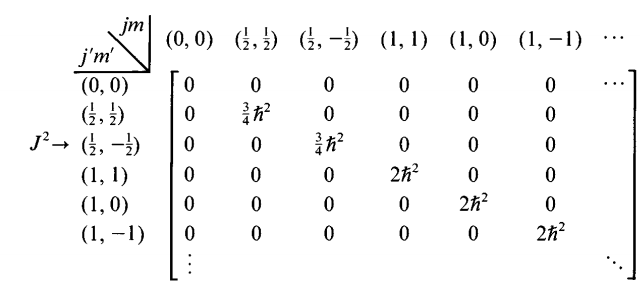 jm
j′m′ (0, 0) (½, ½) (½, −½) (1, 1) (1, 0) (1, −1) ⋯
(0, 0) 0 0 0 0 0 0 ⋯
(½, ½) 0 ¾ℏ² 0 0 0 0
J² → (½, −½) 0 0 ¾ℏ² 0 0 0
(1, 1) 0 0 0 2ℏ² 0 0
(1, 0) 0 0 0 0 2ℏ² 0
(1, −1) 0 0 0 0 0 2ℏ²
⋮ ⋱